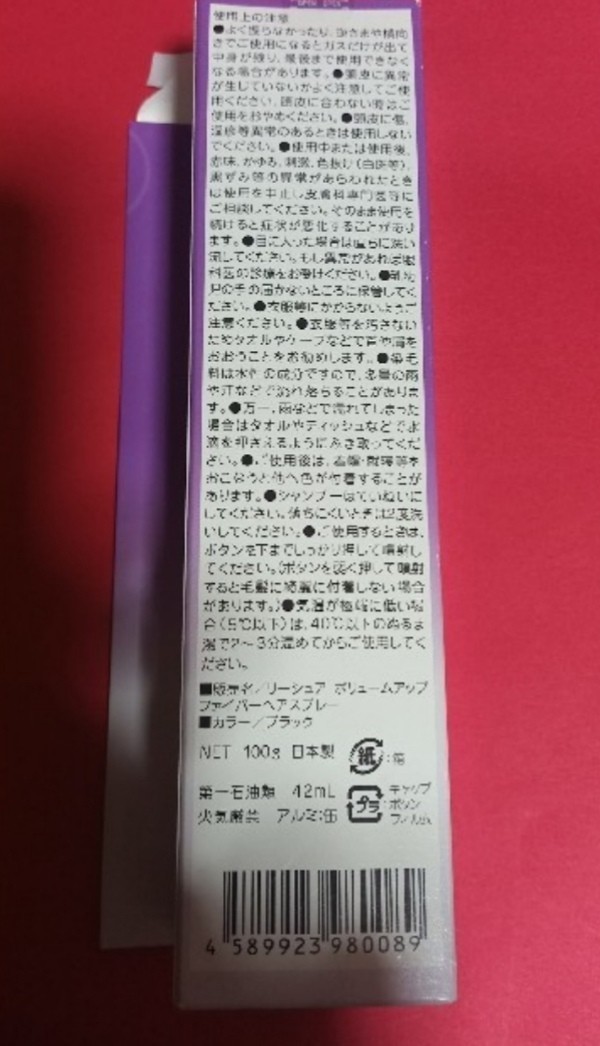 使用上の注意
●よく振らなかったり、逆さまや横向
きでご使用になるとガスだけが出て
中身が残り、最後まで使用できなく
なる場合があります。●頭皮に異常
が生じていないかよく注意してご使
用ください。頭皮に合わない時はご
使用をおやめください。●頭皮に傷、
湿疹等異常のあるときは使用しない
でください。●使用中または使用後、
赤味、かゆみ、刺激、色抜け(白斑等)、
黒ずみ等の異常があらわれたとき
は使用を中止し皮膚科専門医等に
ご相談してください。そのまま使用を
続けると症状が悪化することがあり
ます。●目に入った場合は直ちに洗い
流してください。もし異常があれば眼
科医の診療をお受けください。●乳幼
児の手の届かないところに保管してく
ださい。●衣服等にかからないようご
注意ください。●衣服等を汚さない
ためタオルやケープなどで首や肩を
おおうことをお勧めします。●染毛
料は水性の成分ですので、多量の雨
や汗などで流れ落ちることがありま
す。●万一、雨などで濡れてしまった
場合はタオルやティッシュなどで水
滴を押さえるようにふき取ってくだ
さい。●ご使用後は、着帽・就寝等を
おこなうと他へ色が付着することが
あります。●シャンプーはていねいに
してください。落ちにくいときは2度洗
いしてください。●ご使用するときは、
ボタンを下までしっかり押して噴射し
てください。(ボタンを弱く押して噴射
すると毛髪に綺麗に付着しない場合
があります。)●気温が極端に低い場
合(5℃以下)は、40℃以下のぬるま
湯で2〜3分温めてからご使用してく
ださい。
■販売名/リーシュア ボリュームアップ
ファイバーヘアスプレー
■カラー/ブラック
NET 100g 日本製 紙:箱
第一石油類 42mL プラ:キャップ
火気厳禁 アルミ缶 ボタン
フィルム
4 589923 980089